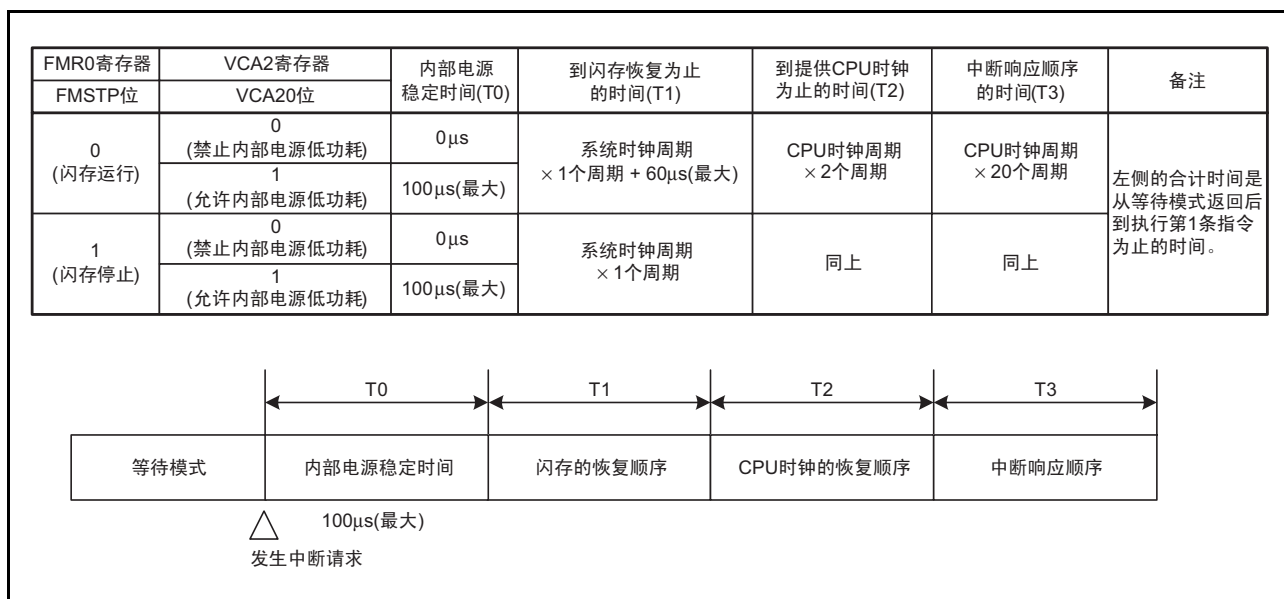 FMR0寄存器
VCA2寄存器
内部电源
稳定时间(T0)
到闪存恢复为止
的时间(T1)
到提供CPU时钟
为止的时间(T2)
中断响应顺序
的时间(T3)
备注
FMSTP位
VCA20位
0
(闪存运行)
0
(禁止内部电源低功耗)
0μs
系统时钟周期
× 1个周期 + 60μs(最大)
CPU时钟周期
× 2个周期
CPU时钟周期
× 20个周期
左侧的合计时间是
从等待模式返回后
到执行第1条指令
为止的时间。
1
(允许内部电源低功耗)
100μs(最大)
1
(闪存停止)
0
(禁止内部电源低功耗)
0μs
系统时钟周期
× 1个周期
同上
同上
1
(允许内部电源低功耗)
100μs(最大)
T0
T1
T2
T3
等待模式
内部电源稳定时间
闪存的恢复顺序
CPU时钟的恢复顺序
中断响应顺序
100μs(最大)
发生中断请求